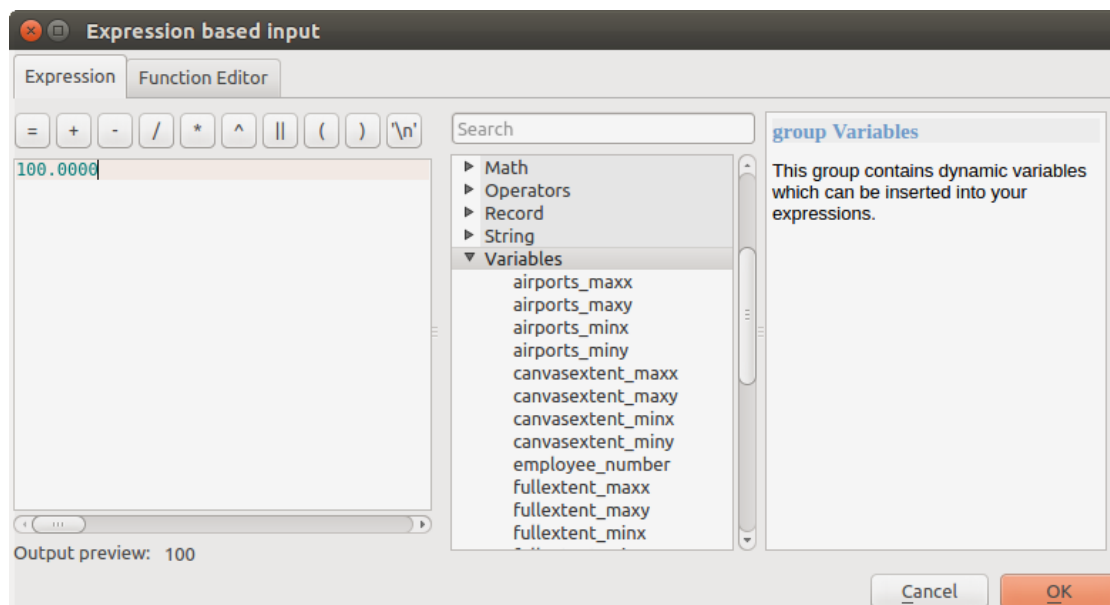 Expression based input
Expression
Function Editor
= + - / * ^ || ( ) '\n'
100.0000
Output preview: 100
Search
Math
Operators
Record
String
Variables
airports_maxx
airports_maxy
airports_minx
airports_miny
canvasextent_maxx
canvasextent_maxy
canvasextent_minx
canvasextent_miny
employee_number
fullextent_maxx
fullextent_maxy
fullextent_minx
group Variables
This group contains dynamic variables
which can be inserted into your
expressions.
Cancel
OK